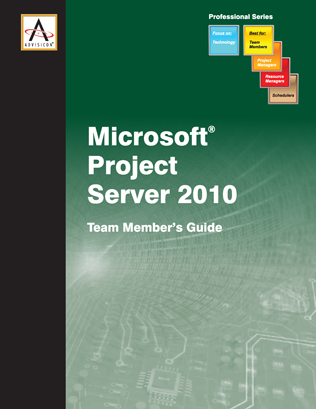 ADVISICON®
Professional Series
Focus on:
Technology
Best for:
Team
Members
Project
Managers
Resource
Managers
Schedulers
Microsoft®
Project
Server 2010
Team Member's Guide